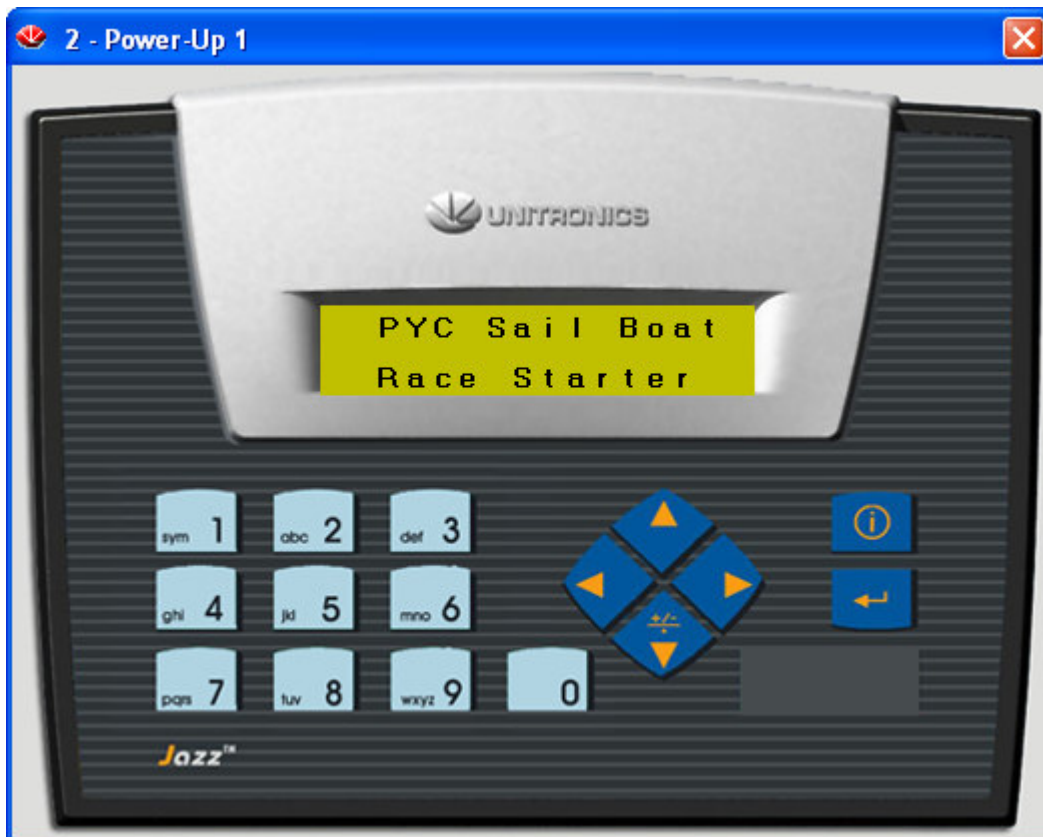 2 - Power-Up 1
UNITRONICS
PYC Sail Boat
Race Starter
sym 1
abc 2
def 3
ghi 4
jkl 5
mno 6
+/-
pqrs 7
tuv 8
wxyz 9
0
Jazz™